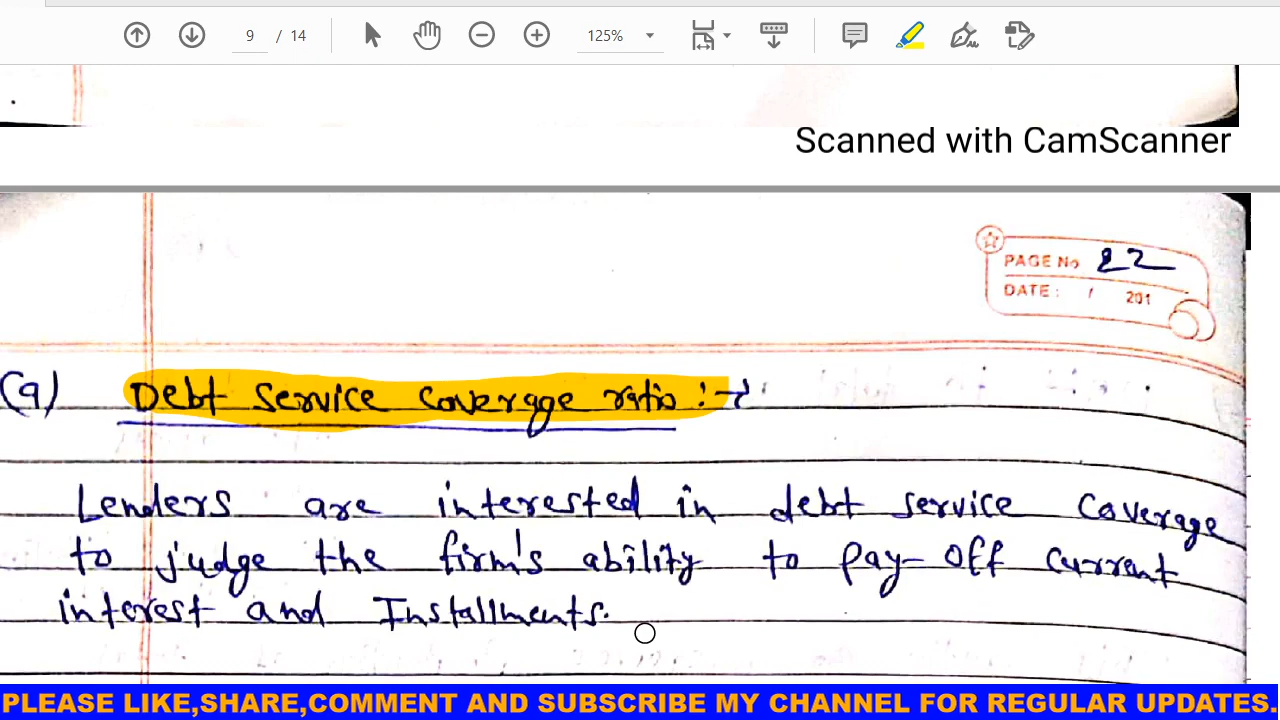 9 / 14
125%
Scanned with CamScanner
PAGE No 22
DATE: / 201
(9) Debt Service Coverage ratio :→
Lenders are interested in debt service Coverage
to judge the firm's ability to pay-off current
interest and Installments.
PLEASE LIKE,SHARE,COMMENT AND SUBSCRIBE MY CHANNEL FOR REGULAR UPDATES.